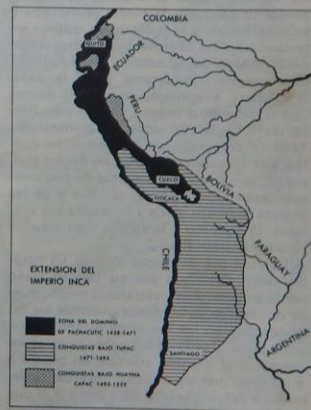 COLOMBIA
QUITO
ECUADOR
PERU
CUZCO
BOLIVIA
TITICACA
CHILE
PARAGUAY
ARGENTINA
SANTIAGO
EXTENSION DEL
IMPERIO INCA
ZONA DEL DOMINIO
DE PACHACUTIC 1438-1471
CONQUISTAS BAJO TUPAC
1471-1493
CONQUISTAS BAJO HUAYNA
CAPAC 1493-1525